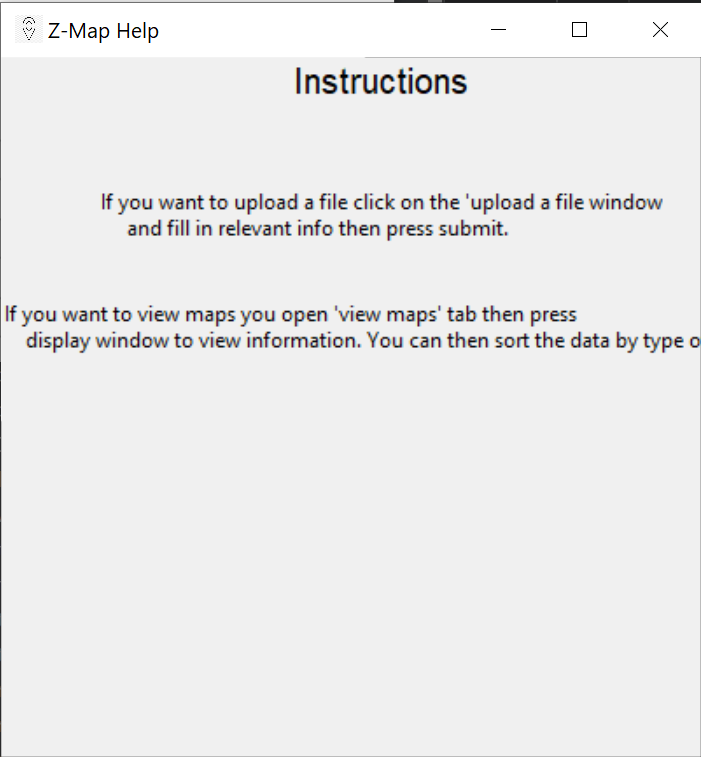 Z-Map Help
Instructions
If you want to upload a file click on the 'upload a file window
and fill in relevant info then press submit.
If you want to view maps you open 'view maps' tab then press
display window to view information. You can then sort the data by type o